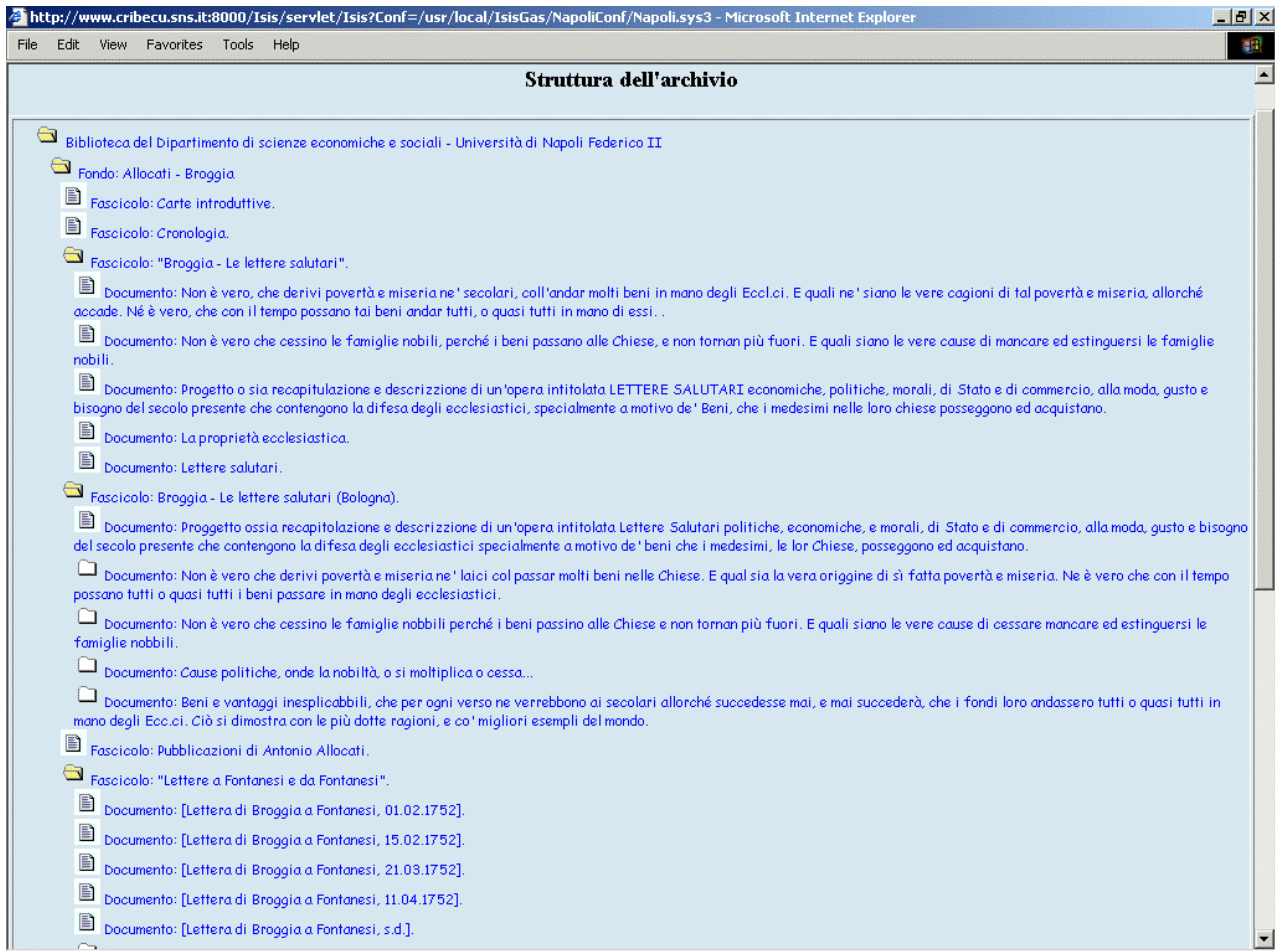 http://www.cribecu.sns.it:8000/Isis/servlet/Isis?Conf=/usr/local/IsisGas/NapoliConf/Napoli.sys3 - Microsoft Internet Explorer
File Edit View Favorites Tools Help
Struttura dell'archivio
Biblioteca del Dipartimento di scienze economiche e sociali - Università di Napoli Federico II
Fondo: Allocati - Broggia
Fascicolo: Carte introduttive.
Fascicolo: Cronologia.
Fascicolo: "Broggia - Le lettere salutari".
Documento: Non è vero, che derivi povertà e miseria ne' secolari, coll'andar molti beni in mano degli Eccl.ci. E quali ne' siano le vere cagioni di tal povertà e miseria, allorché
accade. Né è vero, che con il tempo possano tai beni andar tutti, o quasi tutti in mano di essi. .
Documento: Non è vero che cessino le famiglie nobili, perché i beni passano alle Chiese, e non tornan più fuori. E quali siano le vere cause di mancare ed estinguersi le famiglie
nobili.
Documento: Progetto o sia recapitulazione e descrizzione di un'opera intitolata LETTERE SALUTARI economiche, politiche, morali, di Stato e di commercio, alla moda, gusto e
bisogno del secolo presente che contengono la difesa degli ecclesiastici, specialmente a motivo de' Beni, che i medesimi nelle loro chiese posseggono ed acquistano.
Documento: La proprietà ecclesiastica.
Documento: Lettere salutari.
Fascicolo: Broggia - Le lettere salutari (Bologna).
Documento: Proggetto ossia recapitolazione e descrizzione di un'opera intitolata Lettere Salutari politiche, economiche, e morali, di Stato e di commercio, alla moda, gusto e bisogno
del secolo presente che contengono la difesa degli ecclesiastici specialmente a motivo de' beni che i medesimi, le lor Chiese, posseggono ed acquistano.
Documento: Non è vero che derivi povertà e miseria ne' laici col passar molti beni nelle Chiese. E qual sia la vera origgine di sì fatta povertà e miseria. Ne è vero che con il tempo
possano tutti o quasi tutti i beni passare in mano degli ecclesiastici.
Documento: Non è vero che cessino le famiglie nobbili perché i beni passino alle Chiese e non tornan più fuori. E quali siano le vere cause di cessare mancare ed estinguersi le
famiglie nobbili.
Documento: Cause politiche, onde la nobiltà, o si moltiplica o cessa...
Documento: Beni e vantaggi inesplicabbili, che per ogni verso ne verrebbono ai secolari allorché succedesse mai, e mai succederà, che i fondi loro andassero tutti o quasi tutti in
mano degli Ecc.ci. Ciò si dimostra con le più dotte ragioni, e co' migliori esempli del mondo.
Fascicolo: Pubblicazioni di Antonio Allocati.
Fascicolo: "Lettere a Fontanesi e da Fontanesi".
Documento: [Lettera di Broggia a Fontanesi, 01.02.1752].
Documento: [Lettera di Broggia a Fontanesi, 15.02.1752].
Documento: [Lettera di Broggia a Fontanesi, 21.03.1752].
Documento: [Lettera di Broggia a Fontanesi, 11.04.1752].
Documento: [Lettera di Broggia a Fontanesi, s.d.].